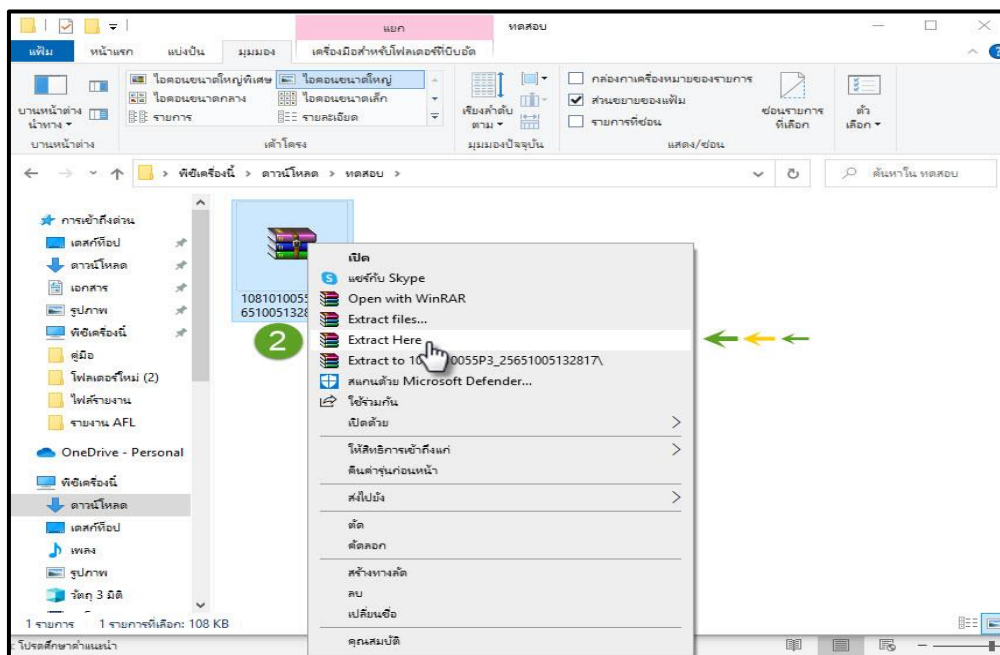 แยก ทดสอบ
แฟ้ม หน้าแรก แบ่งปัน มุมมอง เครื่องมือสำหรับโฟลเดอร์ที่บีบอัด
บานหน้าต่าง
นำทาง
ไอคอนขนาดใหญ่พิเศษ ไอคอนขนาดใหญ่
ไอคอนขนาดกลาง ไอคอนขนาดเล็ก
รายการ รายละเอียด
เรียงลำดับ
ตาม
กล่องกาเครื่องหมายของรายการ
ส่วนขยายของแฟ้ม
รายการที่ซ่อน
ซ่อนรายการ
ที่เลือก
ตัว
เลือก
บานหน้าต่าง เค้าโครง มุมมองปัจจุบัน แสดง/ซ่อน
พีซีเครื่องนี้ > ดาวน์โหลด > ทดสอบ >
ค้นหาใน ทดสอบ
การเข้าถึงด่วน
เดสก์ท็อป
ดาวน์โหลด
เอกสาร
รูปภาพ
พีซีเครื่องนี้
คู่มือ
โฟลเดอร์ใหม่ (2)
ไฟล์รายงาน
รายงาน AFL
OneDrive - Personal
พีซีเครื่องนี้
ดาวน์โหลด
เดสก์ท็อป
เพลง
รูปภาพ
วัตถุ 3 มิติ
2
เปิด
แชร์กับ Skype
Open with WinRAR
Extract files...
Extract Here
Extract to 0055P3_25651005132817\
สแกนด้วย Microsoft Defender...
ใช้ร่วมกัน
เปิดด้วย
ให้สิทธิการเข้าถึงแก่
คืนค่ารุ่นก่อนหน้า
ส่งไปยัง
ตัด
คัดลอก
สร้างทางลัด
ลบ
เปลี่ยนชื่อ
คุณสมบัติ
1 รายการ 1 รายการที่เลือก: 108 KB
: โปรดศึกษาคำแนะนำ